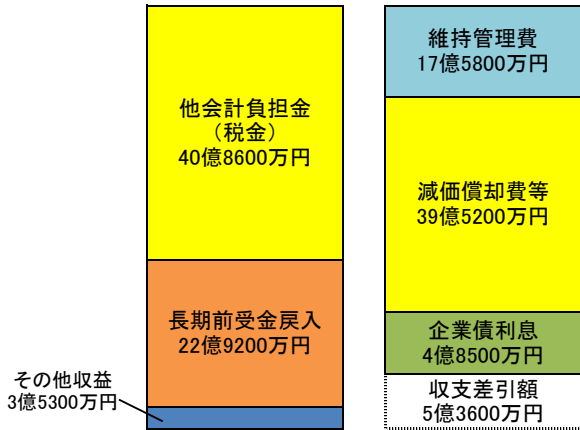 他会計負担金
（税金）
40億8600万円
長期前受金戻入
22億9200万円
その他収益
3億5300万円
維持管理費
17億5800万円
減価償却費等
39億5200万円
企業債利息
4億8500万円
収支差引額
5億3600万円